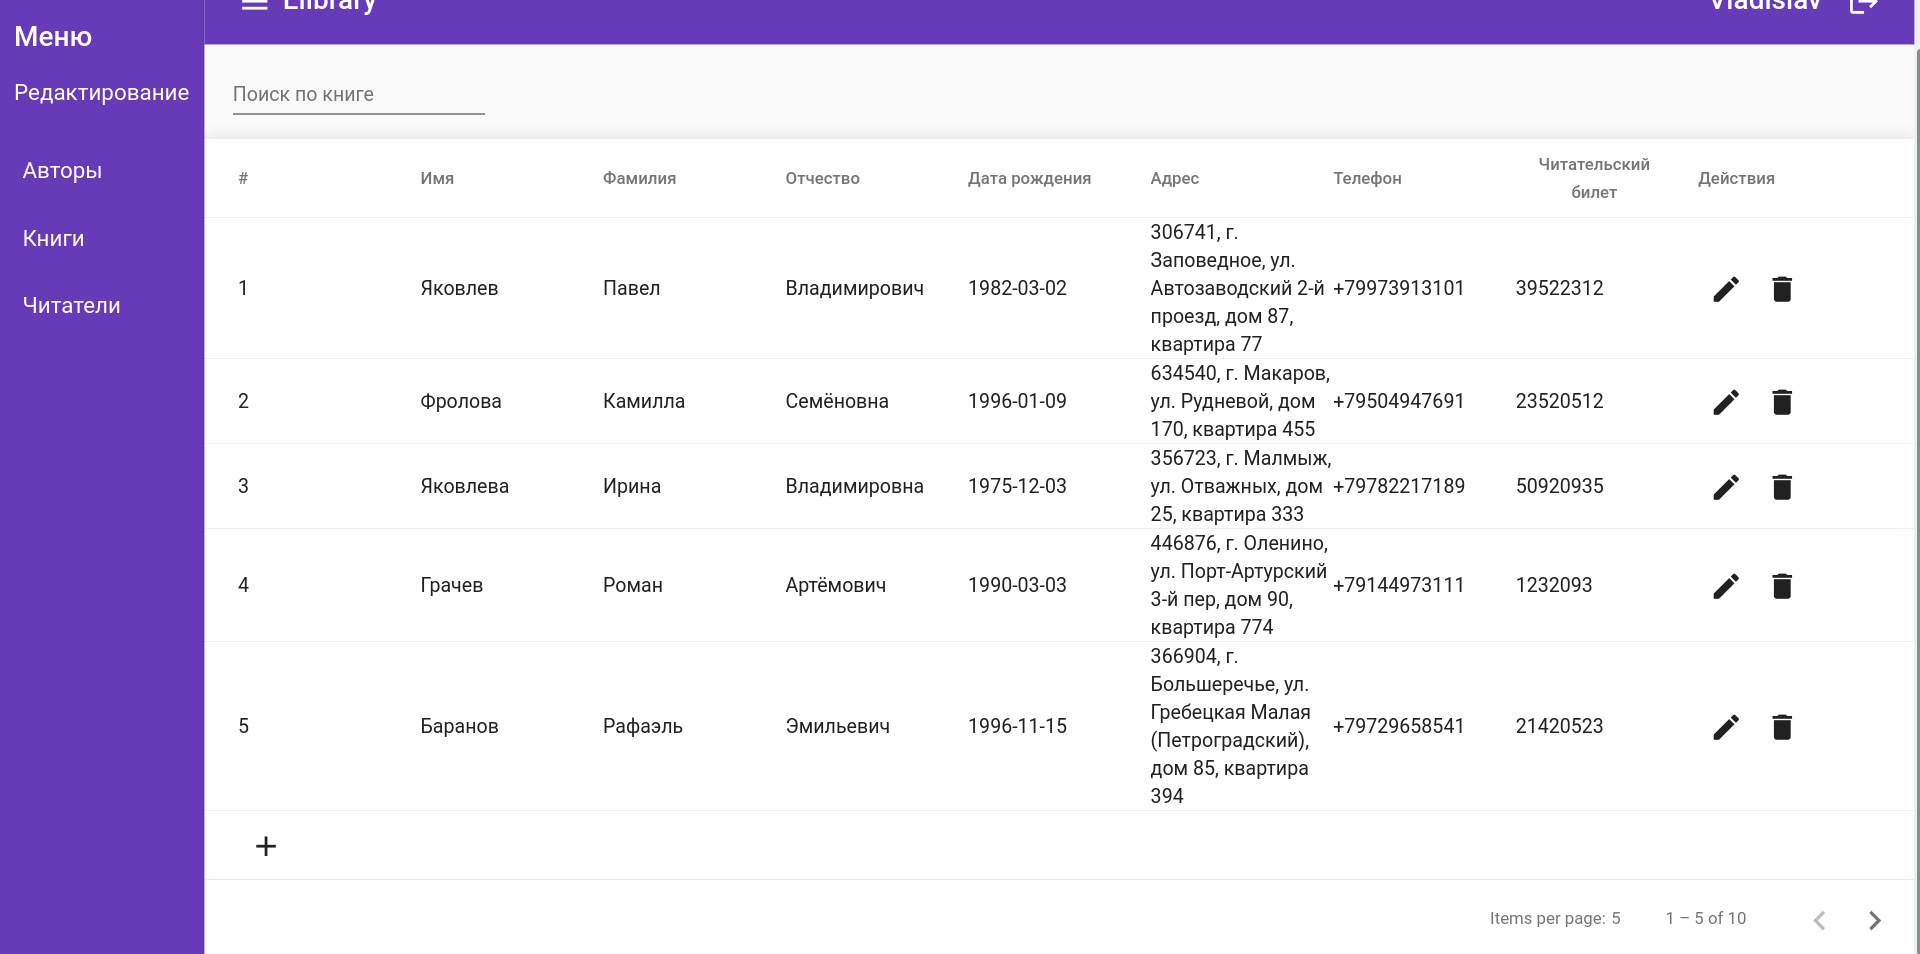 Меню
Редактирование
Авторы
Книги
Читатели
Library
Vladislav
Поиск по книге
# Имя Фамилия Отчество Дата рождения Адрес Телефон Читательский билет Действия
1 Яковлев Павел Владимирович 1982-03-02 +79973913101 39522312
306741, г.
Заповедное, ул.
Автозаводский 2-й
проезд, дом 87,
квартира 77
2 Фролова Камилла Семёновна 1996-01-09 +79504947691 23520512
634540, г. Макаров,
ул. Рудневой, дом
170, квартира 455
3 Яковлева Ирина Владимировна 1975-12-03 +79782217189 50920935
356723, г. Малмыж,
ул. Отважных, дом
25, квартира 333
4 Грачев Роман Артёмович 1990-03-03 +79144973111 1232093
446876, г. Оленино,
ул. Порт-Артурский
3-й пер, дом 90,
квартира 774
5 Баранов Рафаэль Эмильевич 1996-11-15 +79729658541 21420523
366904, г.
Большеречье, ул.
Гребецкая Малая
(Петроградский),
дом 85, квартира
394
Items per page: 5 1 – 5 of 10